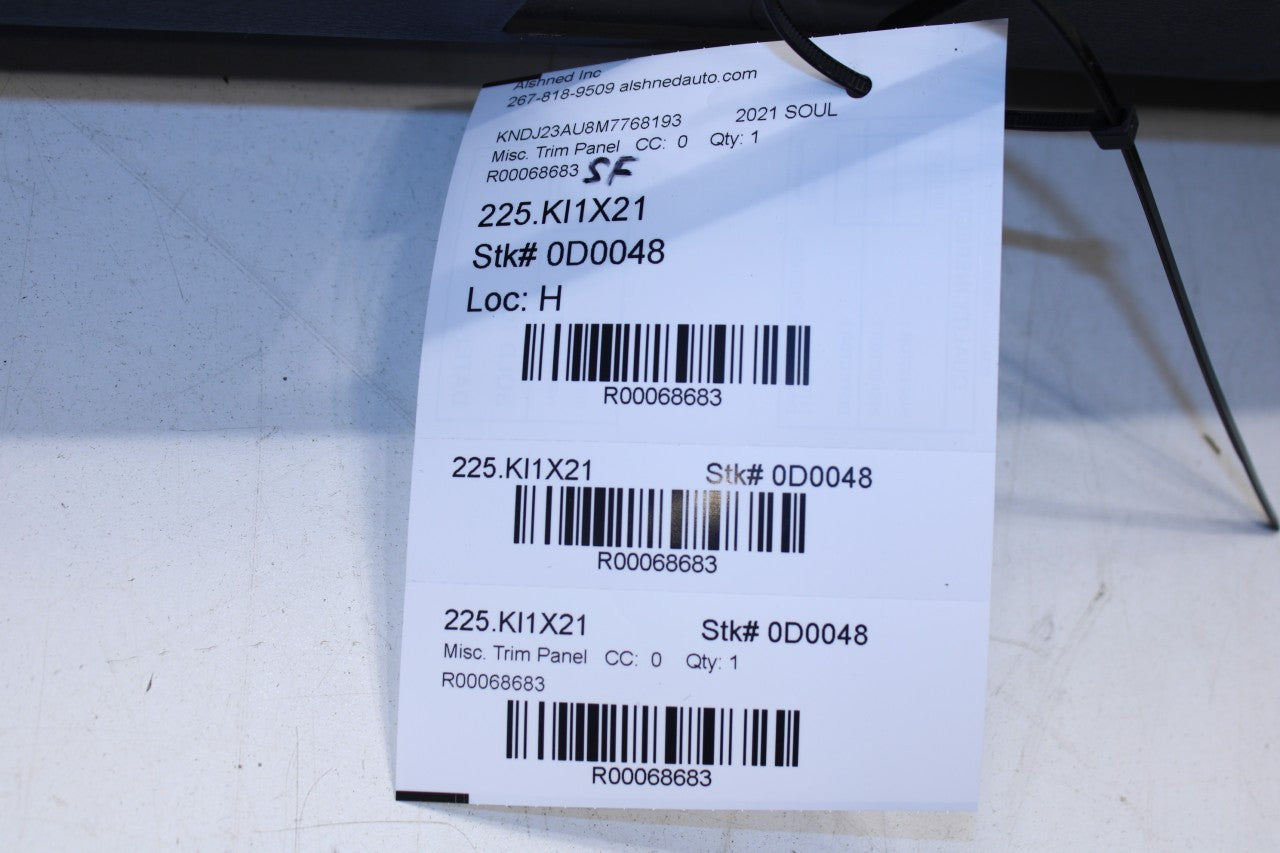 Alshned Inc
267-818-9509 alshnedauto.com
KNDJ23AU8M7768193 2021 SOUL
Misc. Trim Panel CC: 0 Qty: 1
R00068683 SF
225.KI1X21
Stk# 0D0048
Loc: H
R00068683
225.KI1X21 Stk# 0D0048
R00068683
225.KI1X21 Stk# 0D0048
Misc. Trim Panel CC: 0 Qty: 1
R00068683
R00068683